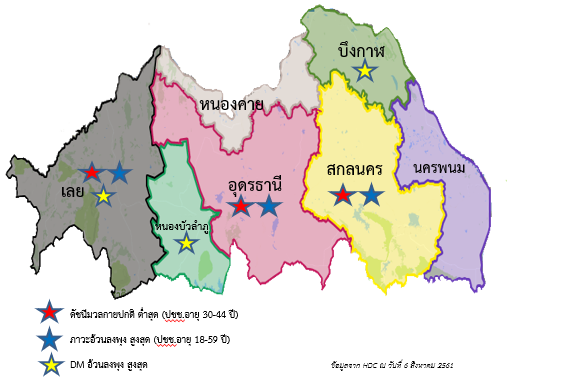 บึงกาฬ
หนองคาย
เลย
อุดรธานี
สกลนคร
นครพนม
หนองบัวลำภู
ดัชนีมวลกายปกติ ต่ำสุด (ปชช.อายุ 30-44 ปี)
ภาวะอ้วนลงพุง สูงสุด (ปชช.อายุ 18-59 ปี)
DM อ้วนลงพุง สูงสุด
ข้อมูลจาก HDC ณ วันที่ 6 สิงหาคม 2561